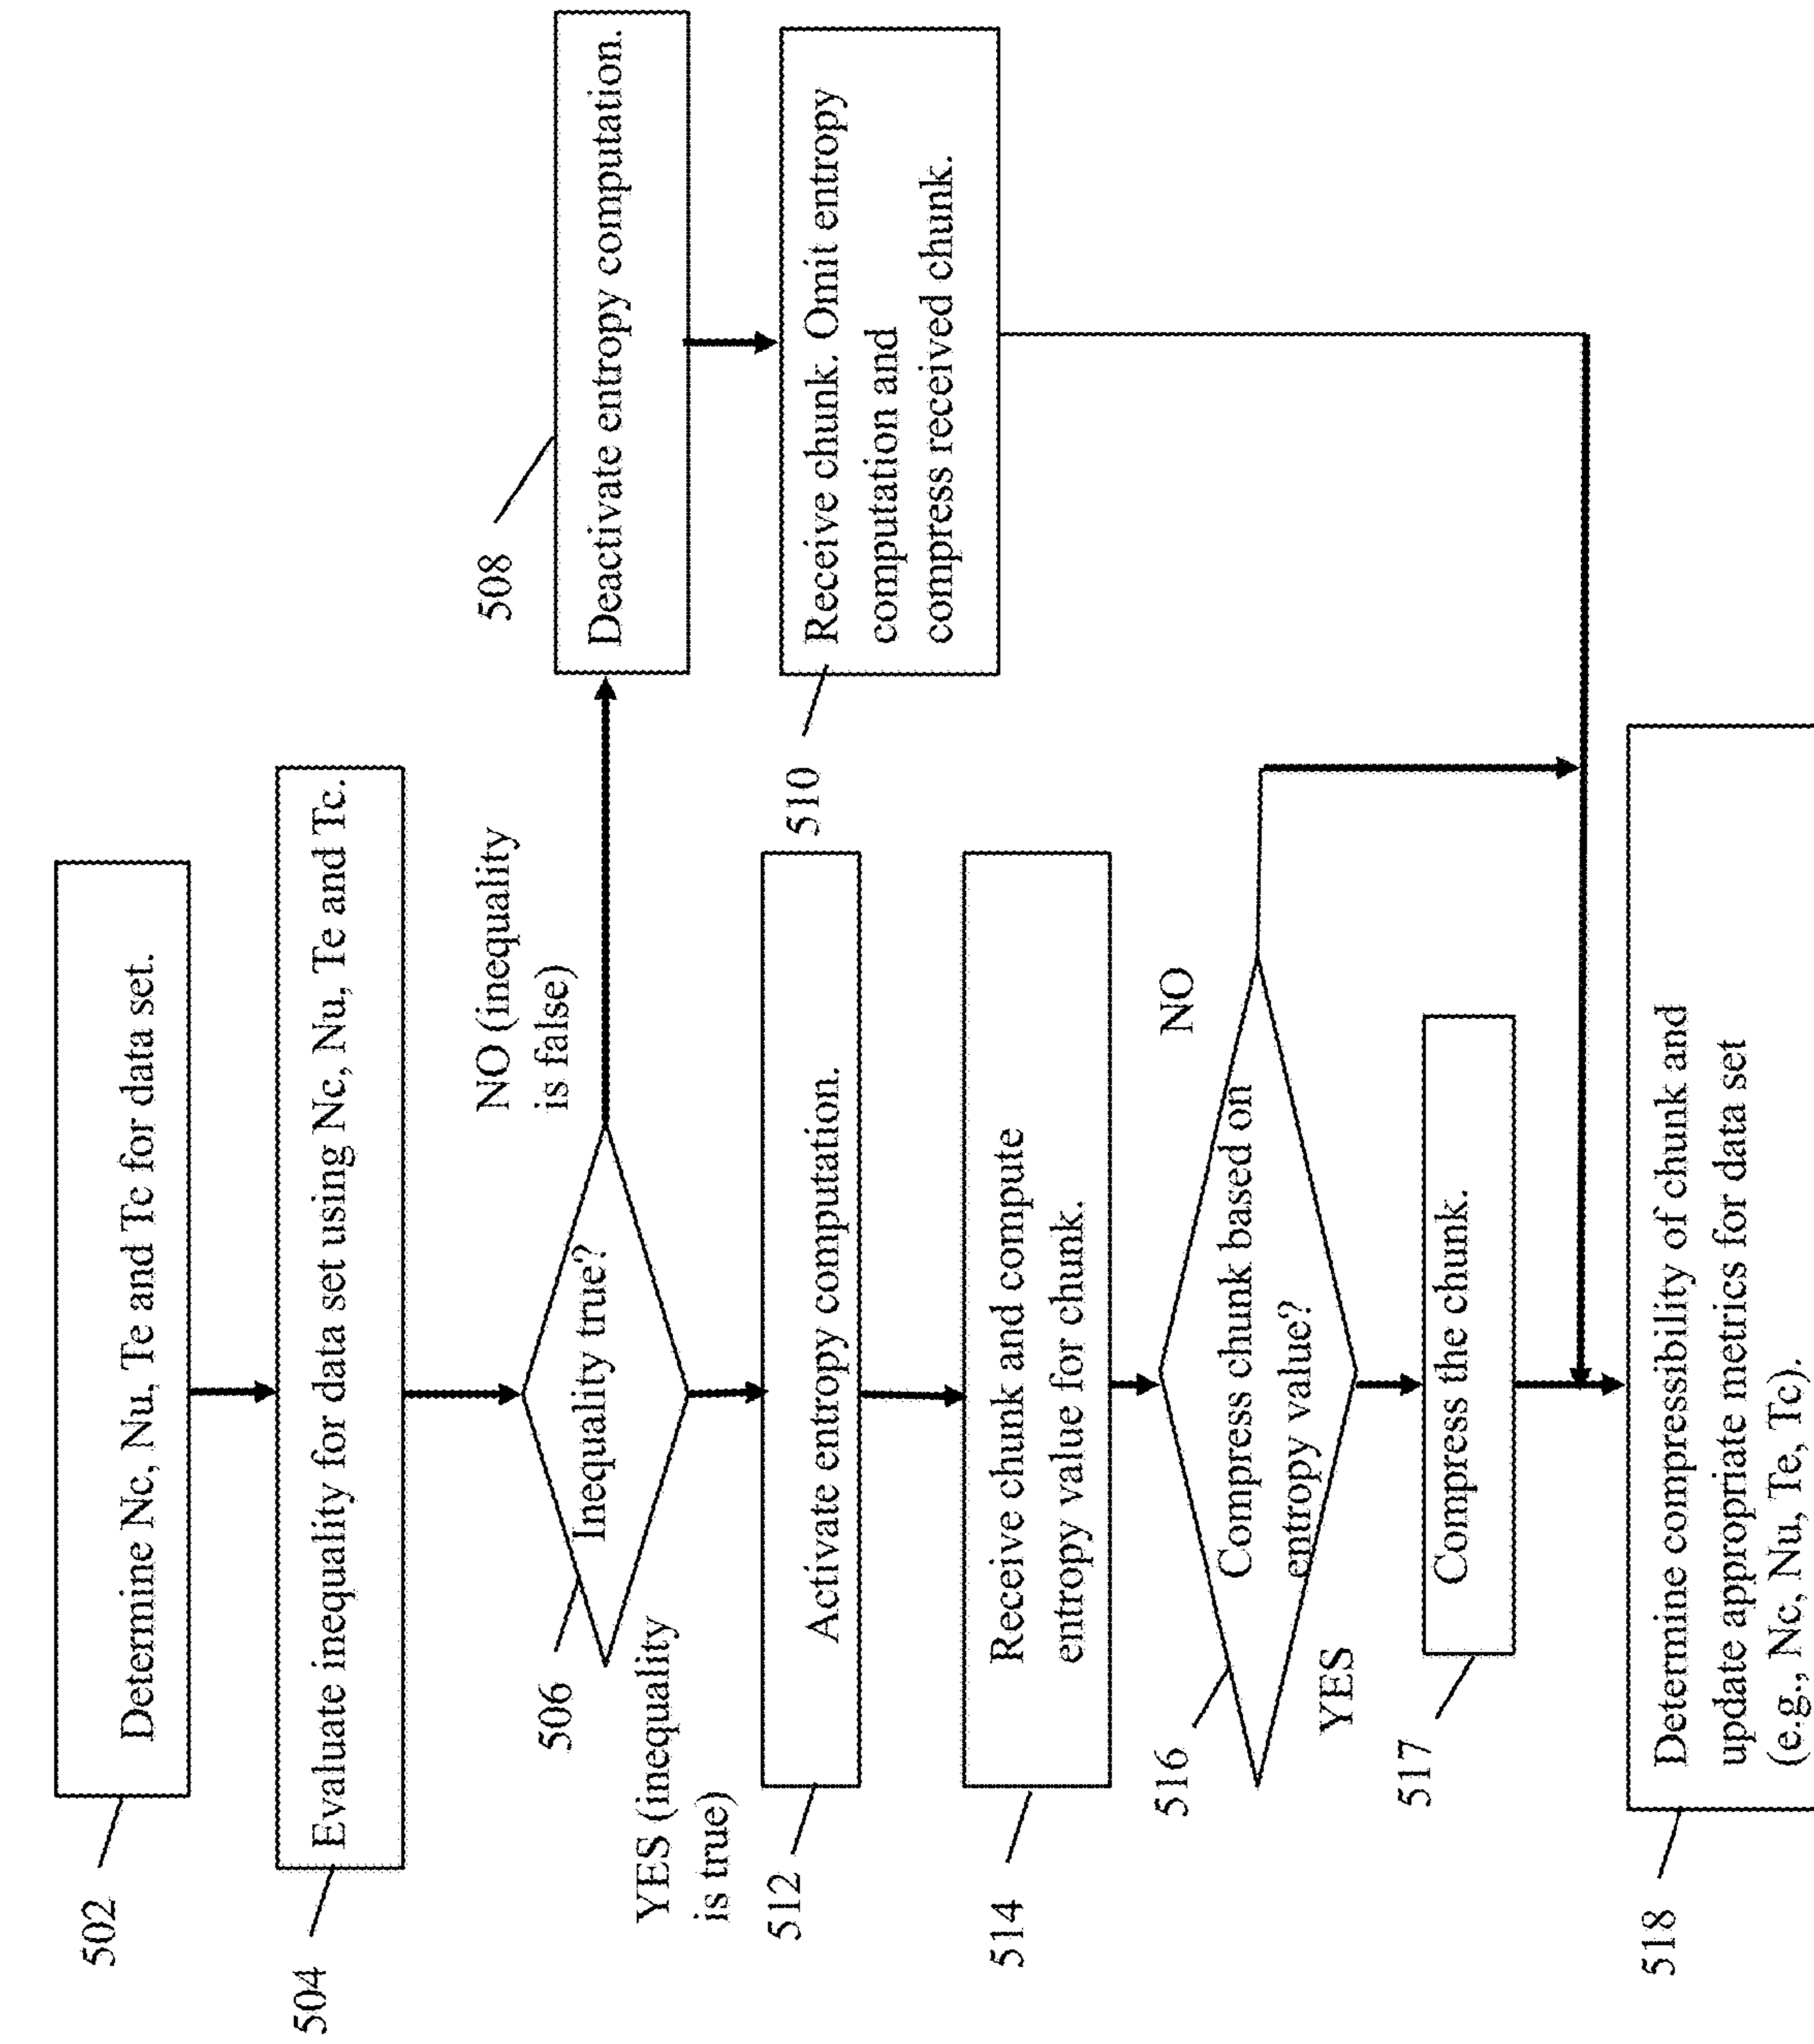 502
Determine Nc, Nu, Te and Tc for data set.
504
Evaluate inequality for data set using Nc, Nu, Te and Tc.
506
Inequality true?
NO (inequality
is false)
508
Deactivate entropy computation.
510
Receive chunk. Omit entropy
computation and
compress received chunk.
YES (inequality
is true)
512
Activate entropy computation.
514
Receive chunk and compute
entropy value for chunk.
516
Compress chunk based on
entropy value?
NO
YES
517
Compress the chunk.
518
Determine compressibility of chunk and
update appropriate metrics for data set
(e.g., Nc, Nu, Te, Tc).